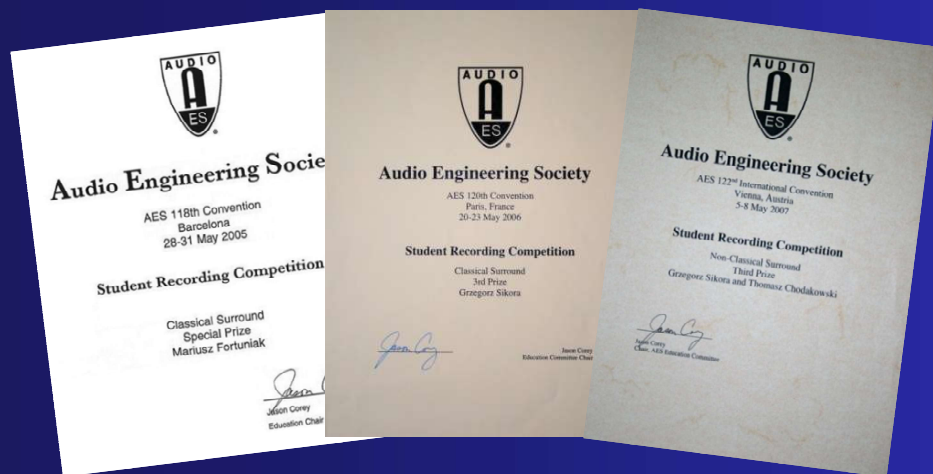 AUDIO
A
ES
Audio Engineering Socie
AES 118th Convention
Barcelona
28-31 May 2005
Student Recording Competition
Classical Surround
Special Prize
Mariusz Fortuniak
Jason Corey
Education Chair
AUDIO
A
ES
Audio Engineering Society
AES 120th Convention
Paris, France
20-23 May 2006
Student Recording Competition
Classical Surround
3rd Prize
Grzegorz Sikora
Jason Corey
Education Committee Chair
AUDIO
A
ES
Audio Engineering Society
AES 122nd International Convention
Vienna, Austria
5-8 May 2007
Student Recording Competition
Non-Classical Surround
Third Prize
Grzegorz Sikora and Thomasz Chodakowski
Jason Corey
Chair, AES Education Committee